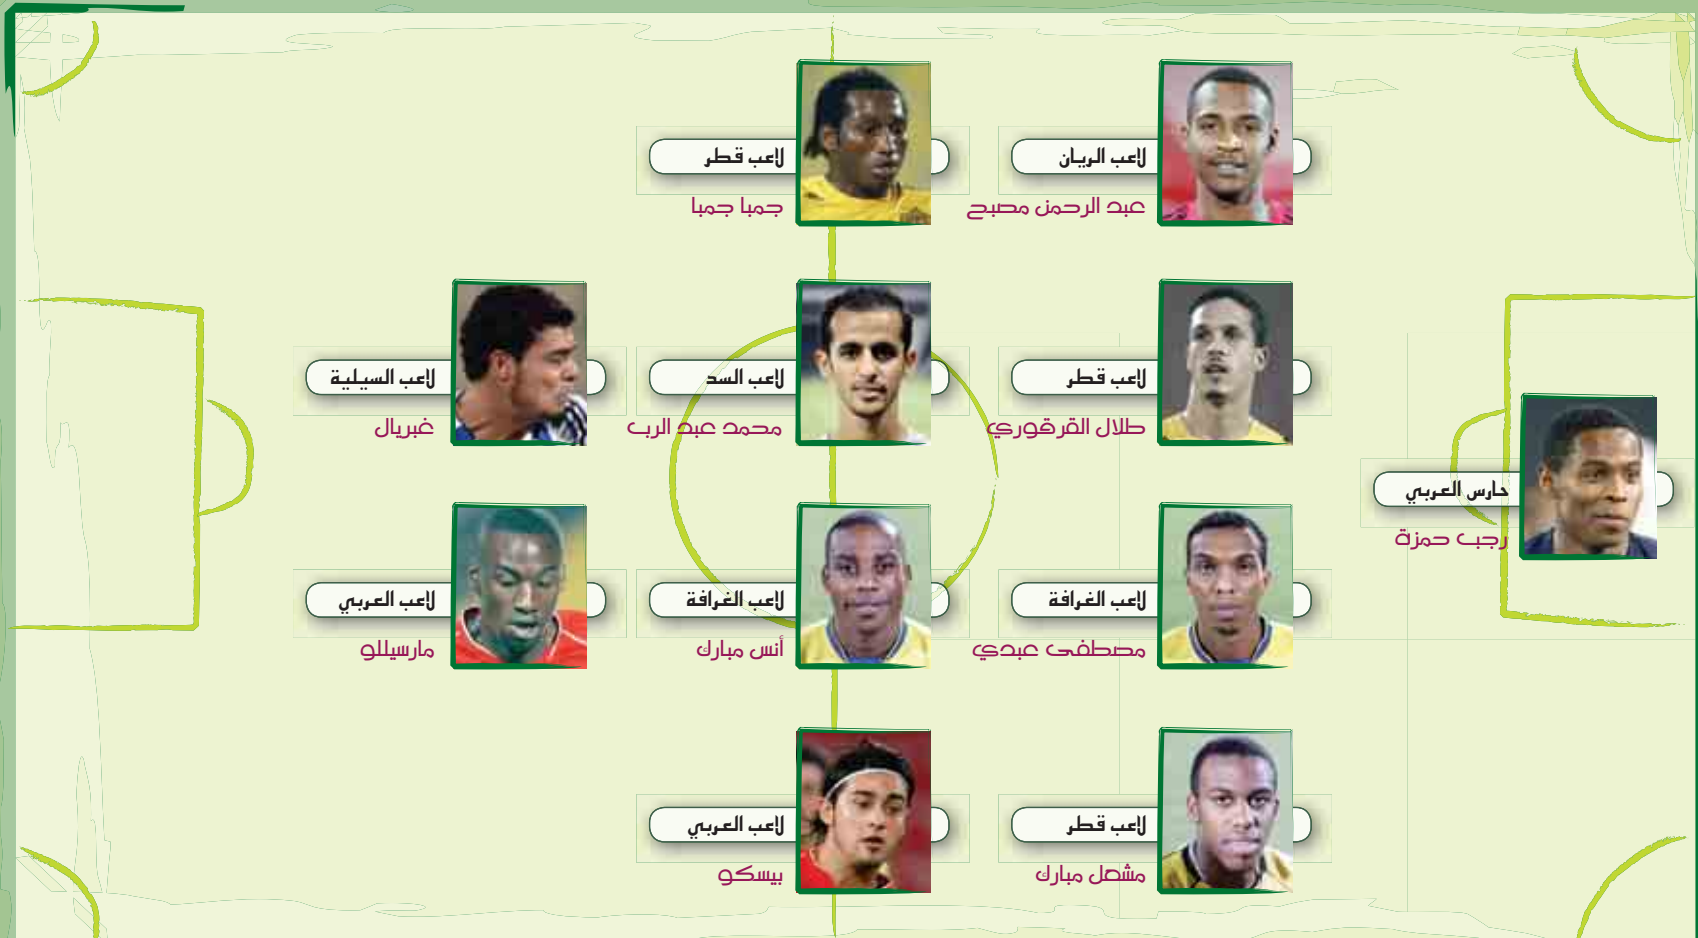 لاعب الريان
عبد الرحمن مصبح
لاعب قطر
جمبا جمبا
لاعب قطر
طلال القرقوري
لاعب السد
محمد عبد الرب
لاعب السيلية
غبريال
حارس العربي
رجب حمزة
لاعب الغرافة
مصطفى عبدي
لاعب الغرافة
أنس مبارك
لاعب العربي
مارسيللو
لاعب قطر
مشعل مبارك
لاعب العربي
بيسكو